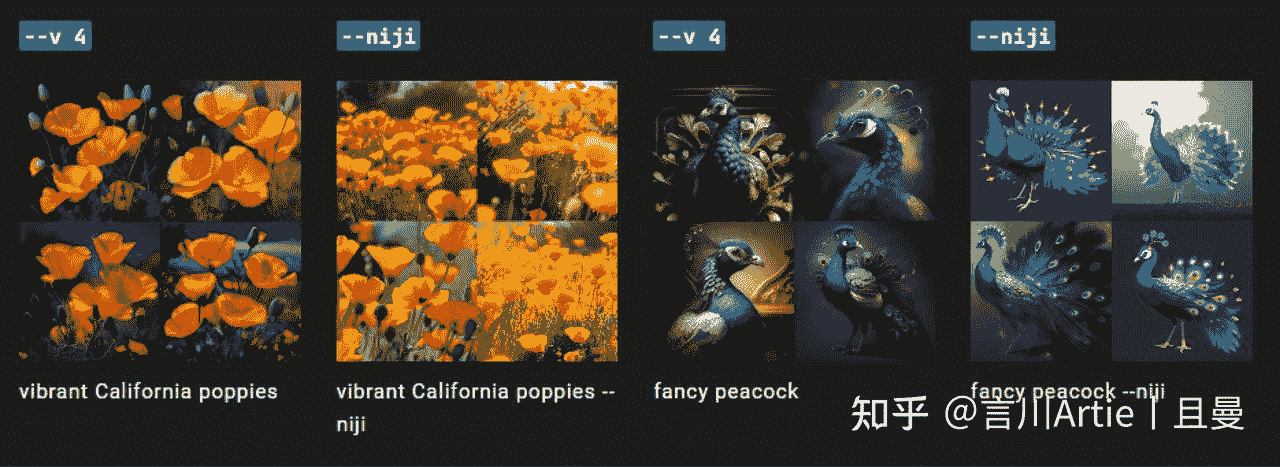 --v 4
--niji
--v 4
--niji
vibrant California poppies
vibrant California poppies --
niji
fancy peacock
fancy peacock --niji
知乎 @言川Artie丨且曼